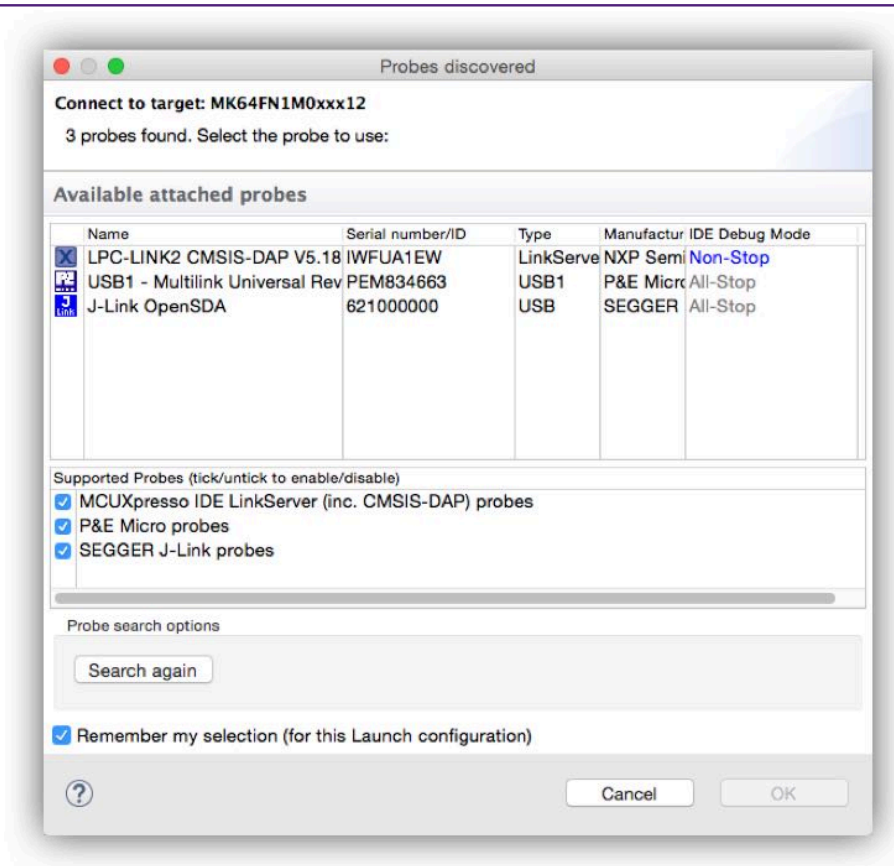 Probes discovered
Connect to target: MK64FN1M0xxx12
3 probes found. Select the probe to use:
Available attached probes
Name Serial number/ID Type Manufactur IDE Debug Mode
X LPC-LINK2 CMSIS-DAP V5.18 IWFUA1EW LinkServe NXP Semi Non-Stop
PE USB1 - Multilink Universal Rev PEM834663 USB1 P&E Micro All-Stop
J Link J-Link OpenSDA 621000000 USB SEGGER All-Stop
Supported Probes (tick/untick to enable/disable)
MCUXpresso IDE LinkServer (inc. CMSIS-DAP) probes
P&E Micro probes
SEGGER J-Link probes
Probe search options
Search again
Remember my selection (for this Launch configuration)
? Cancel OK